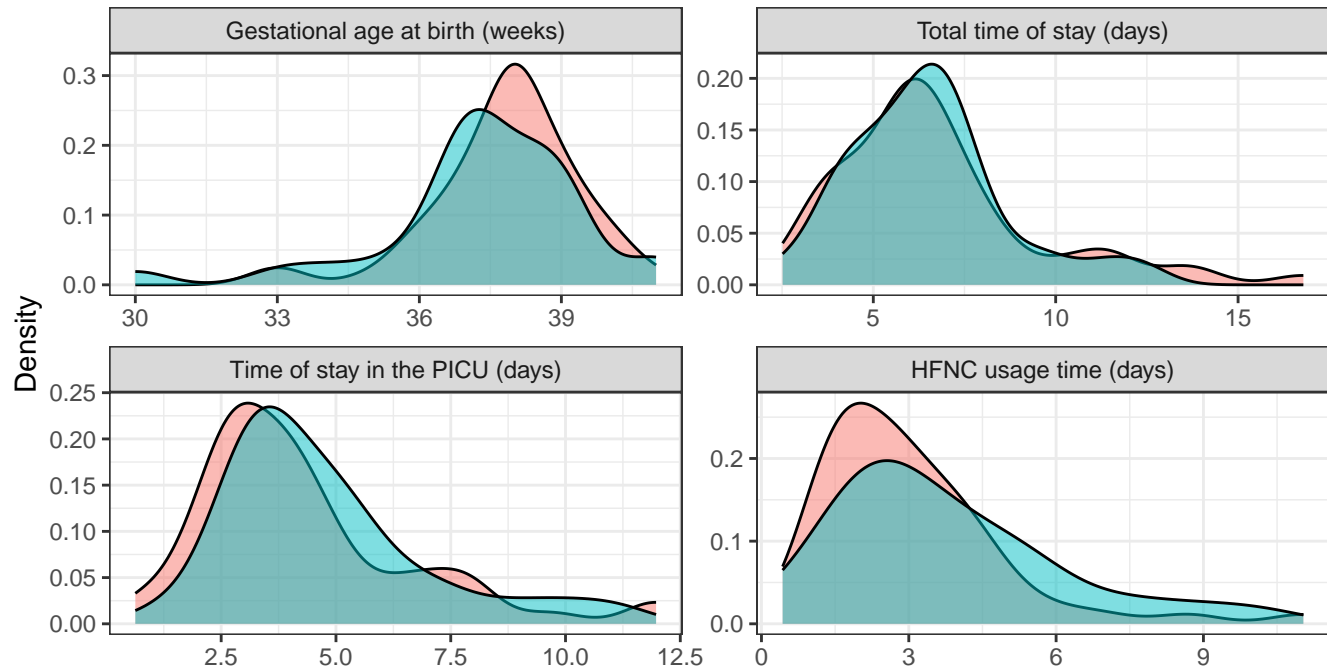 Gestational age at birth (weeks)
0.3
0.2
0.1
0.0
30 33 36 39
Total time of stay (days)
0.20
0.15
0.10
0.05
0.00
5 10 15
Density
Time of stay in the PICU (days)
0.25
0.20
0.15
0.10
0.05
0.00
2.5 5.0 7.5 10.0 12.5
HFNC usage time (days)
0.2
0.1
0.0
0 3 6 9